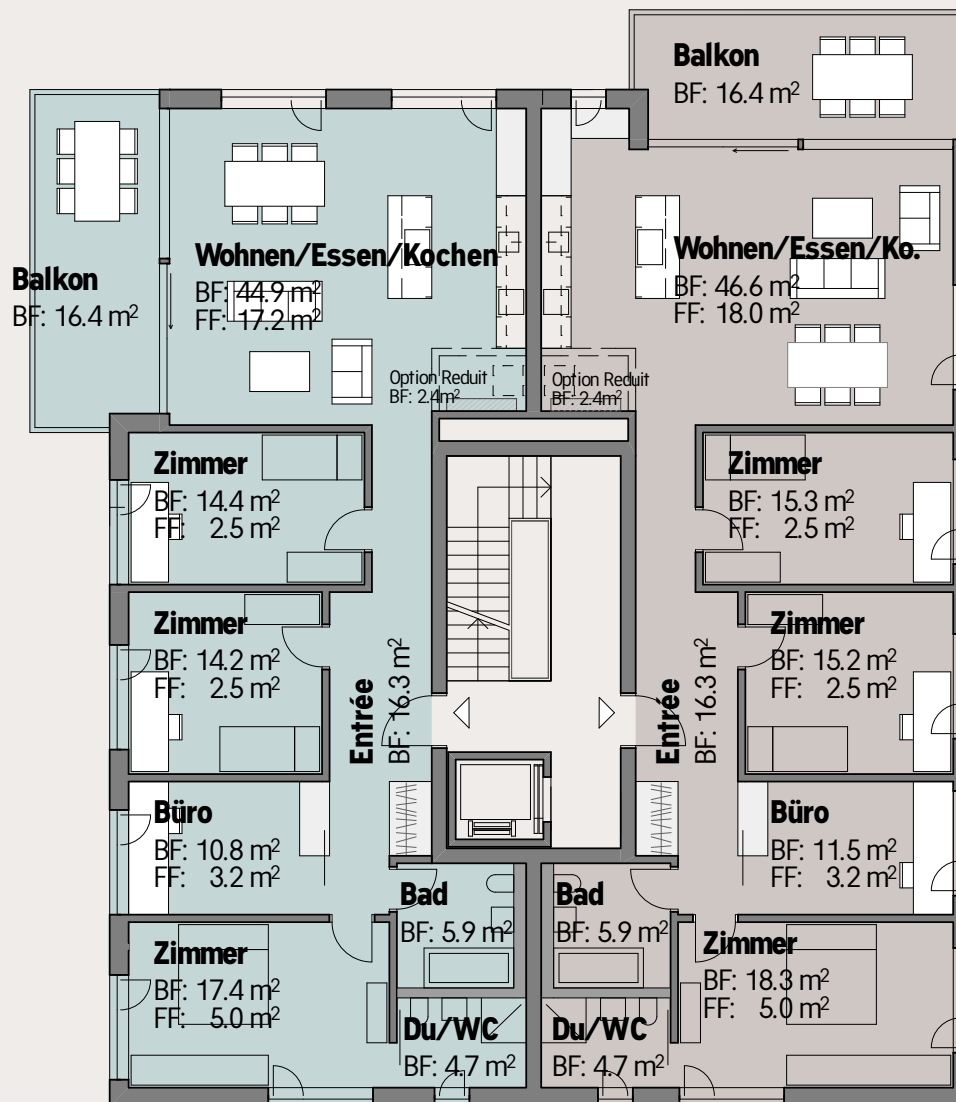 Balkon
BF: 16.4 m²
Wohnen/Essen/Kochen
BF: 44.9 m²
FF: 17.2 m²
Wohnen/Essen/Ko.
BF: 46.6 m²
FF: 18.0 m²
Balkon
BF: 16.4 m²
Option Reduit
BF: 2.4m²
Option Reduit
BF: 2.4m²
Zimmer
BF: 14.4 m²
FF: 2.5 m²
Zimmer
BF: 15.3 m²
FF: 2.5 m²
Zimmer
BF: 14.2 m²
FF: 2.5 m²
Entrée
BF: 16.3 m²
Entrée
BF: 16.3 m²
Zimmer
BF: 15.2 m²
FF: 2.5 m²
Büro
BF: 10.8 m²
FF: 3.2 m²
Büro
BF: 11.5 m²
FF: 3.2 m²
Bad
BF: 5.9 m²
Bad
BF: 5.9 m²
Zimmer
BF: 17.4 m²
FF: 5.0 m²
Zimmer
BF: 18.3 m²
FF: 5.0 m²
Du/WC
BF: 4.7 m²
Du/WC
BF: 4.7 m²